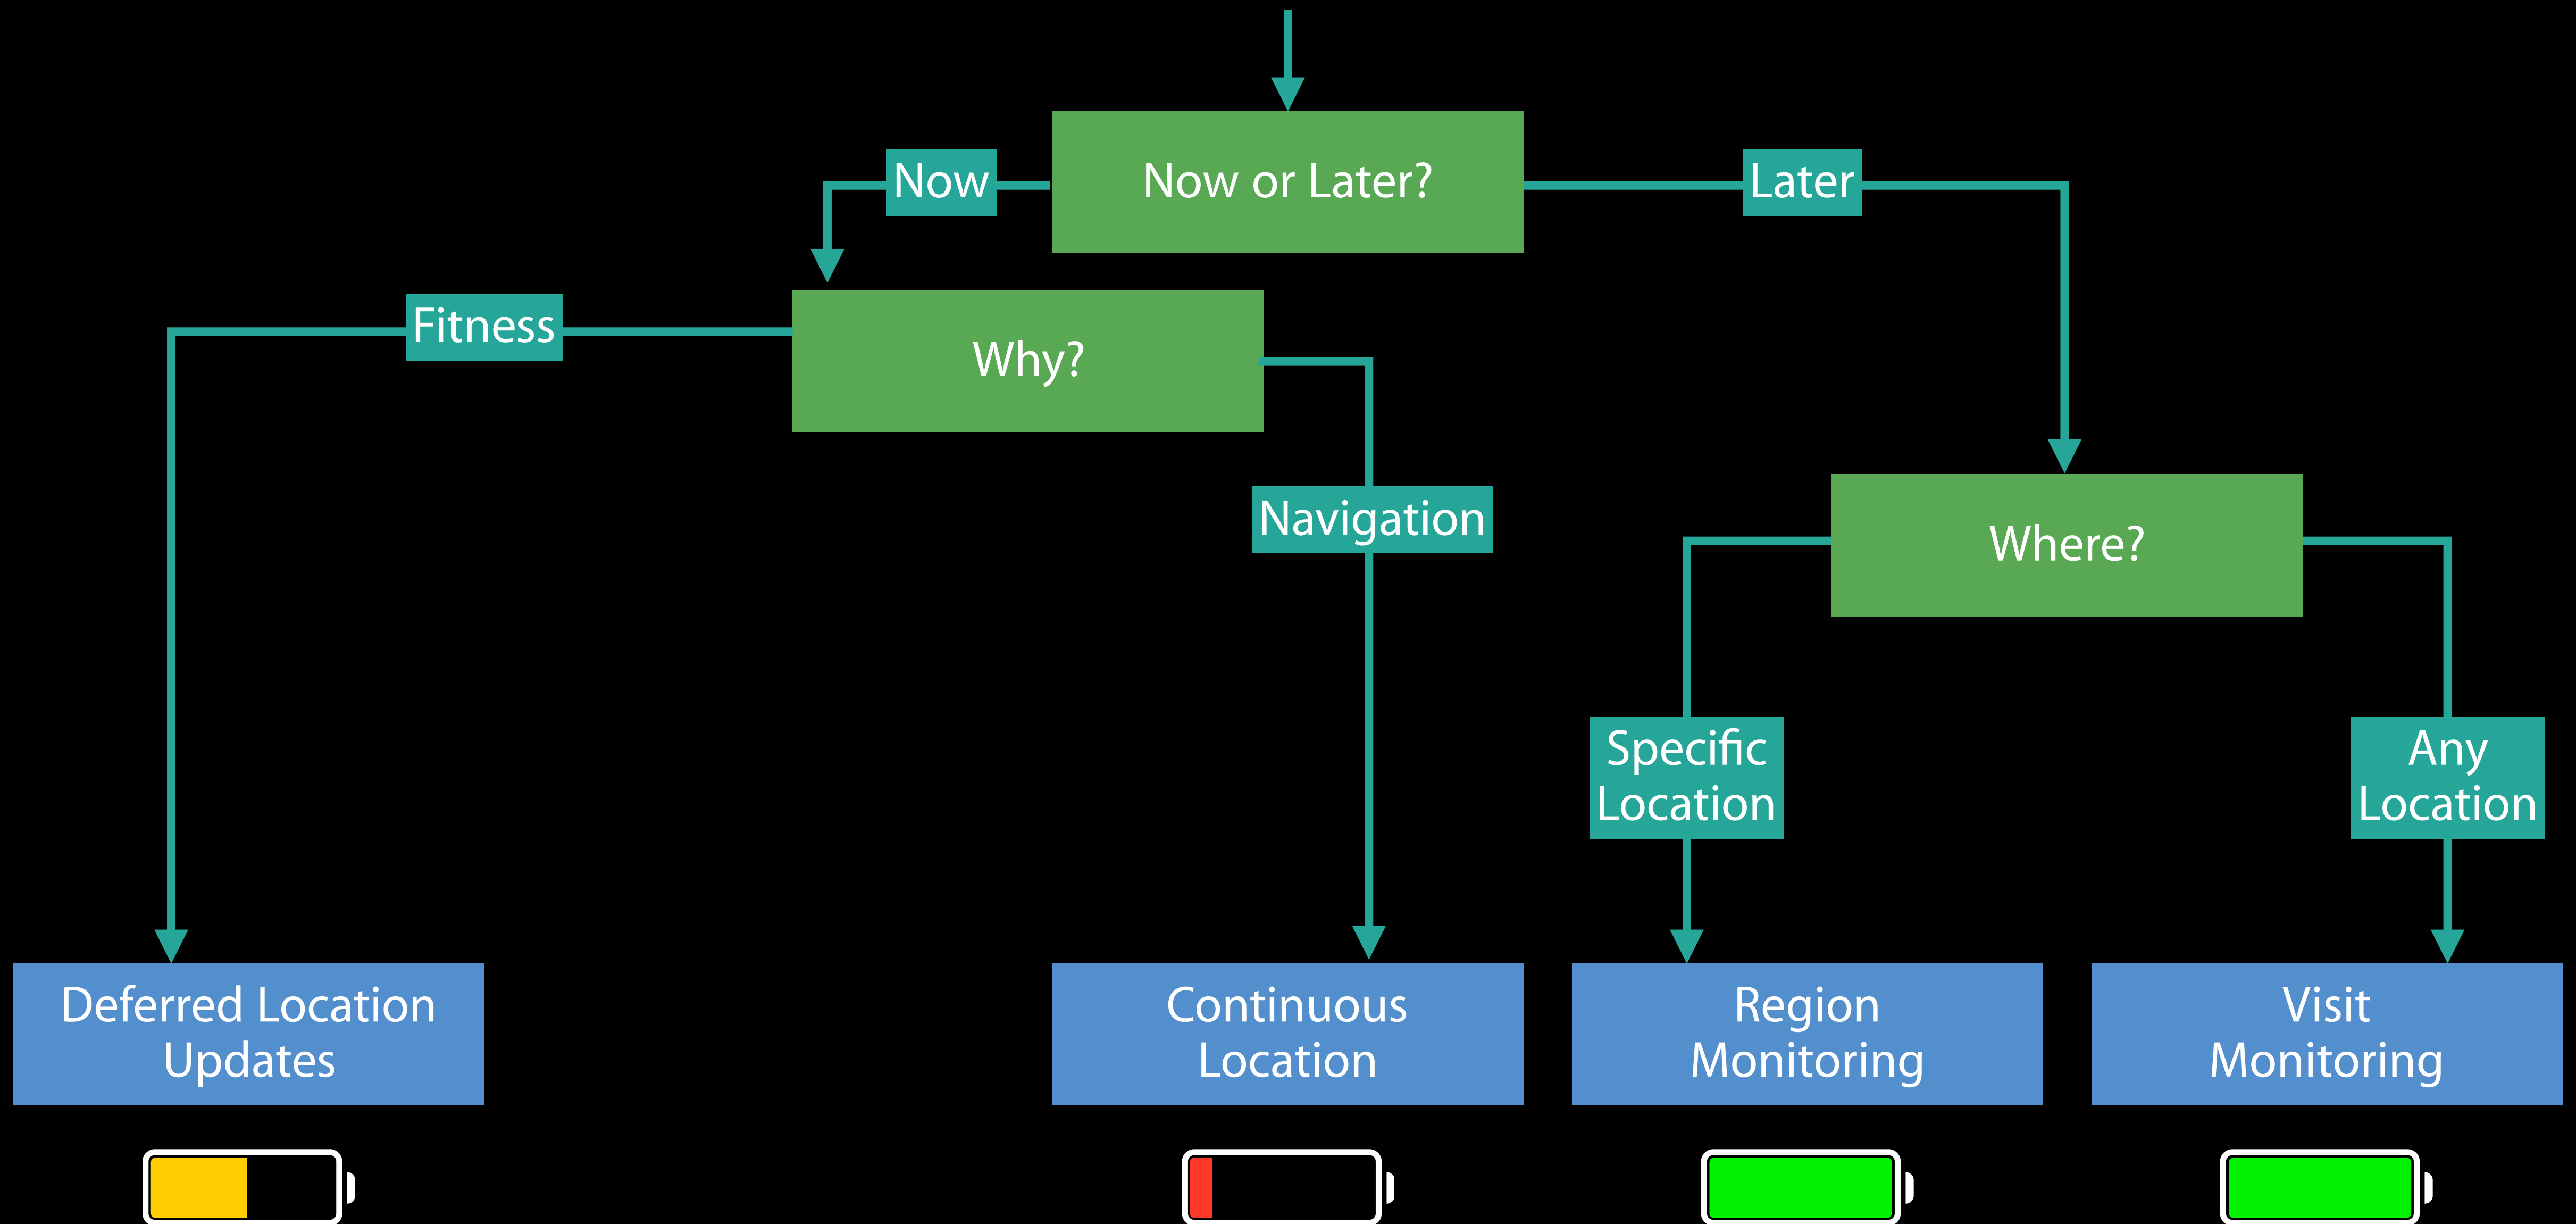 Now or Later?
Now
Later
Fitness
Why?
Navigation
Where?
Specific
Location
Any
Location
Deferred Location
Updates
Continuous
Location
Region
Monitoring
Visit
Monitoring